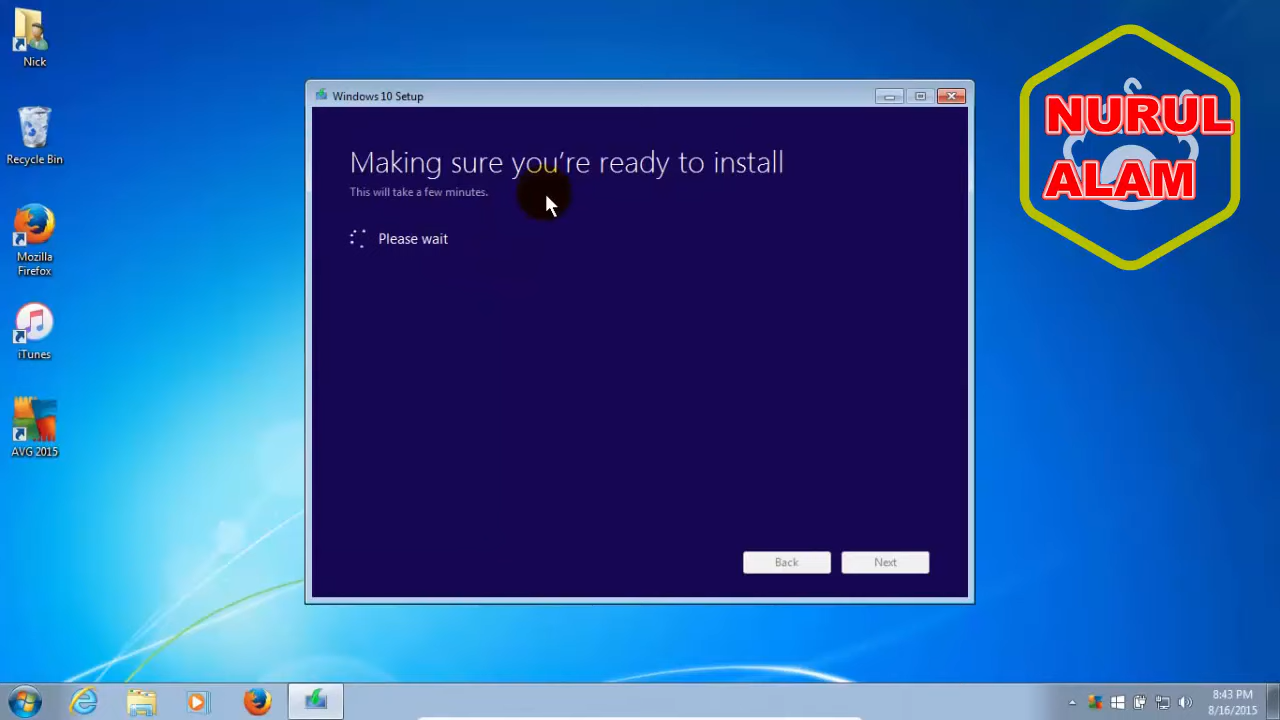 Nick
Recycle Bin
Mozilla
Firefox
iTunes
AVG 2015
Windows 10 Setup
Making sure you're ready to install
This will take a few minutes.
Please wait
Back
Next
NURUL
ALAM
8:43 PM
8/16/2015